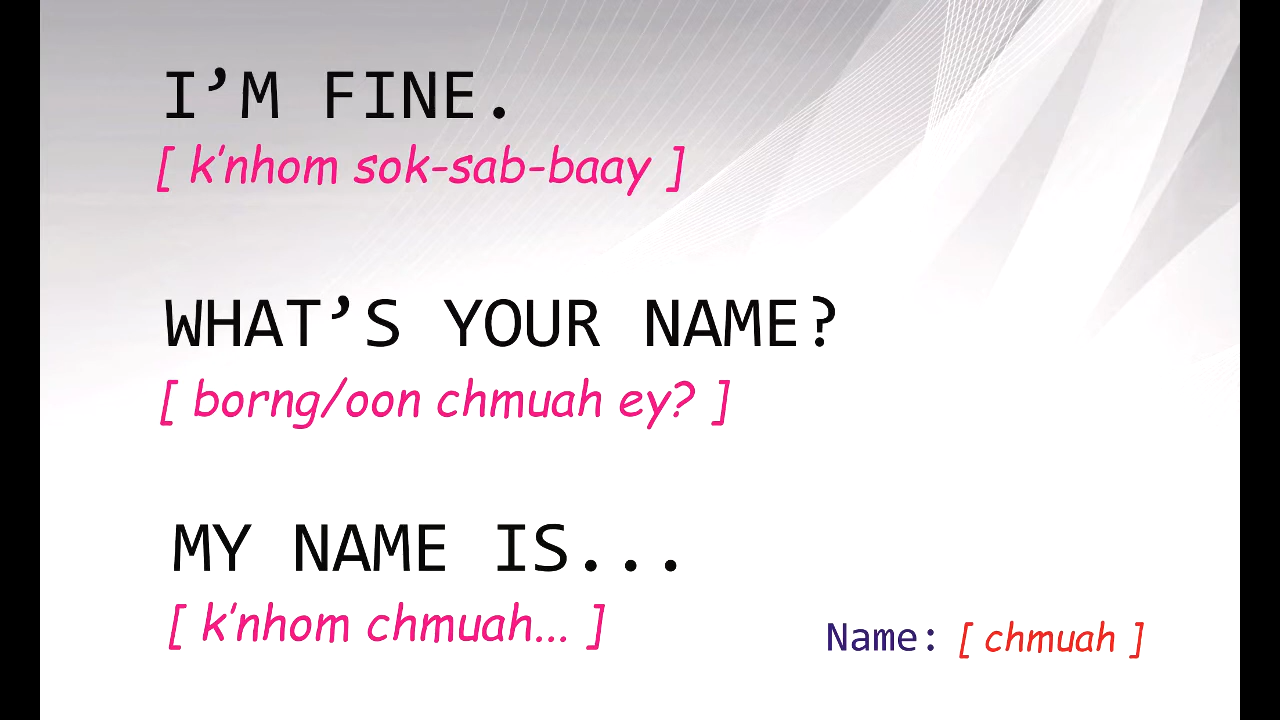 I’M FINE.
[ k'nhom sok-sab-baay ]
WHAT’S YOUR NAME?
[ borng/oon chmuah ey? ]
MY NAME IS...
[ k'nhom chmuah... ]
Name: [ chmuah ]